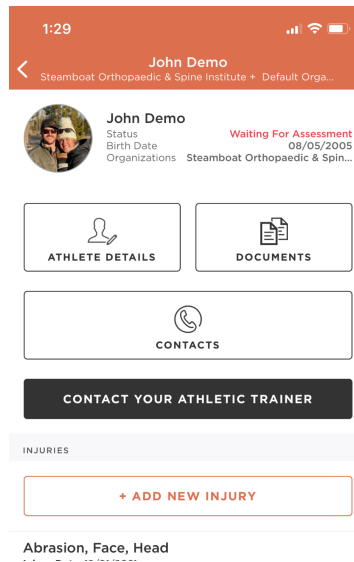 1:29
John Demo
Steamboat Orthopaedic & Spine Institute + Default Orga...
John Demo
Status Waiting For Assessment
Birth Date 08/05/2005
Organizations Steamboat Orthopaedic & Spin...
ATHLETE DETAILS DOCUMENTS
CONTACTS
CONTACT YOUR ATHLETIC TRAINER
INJURIES
+ ADD NEW INJURY
Abrasion, Face, Head